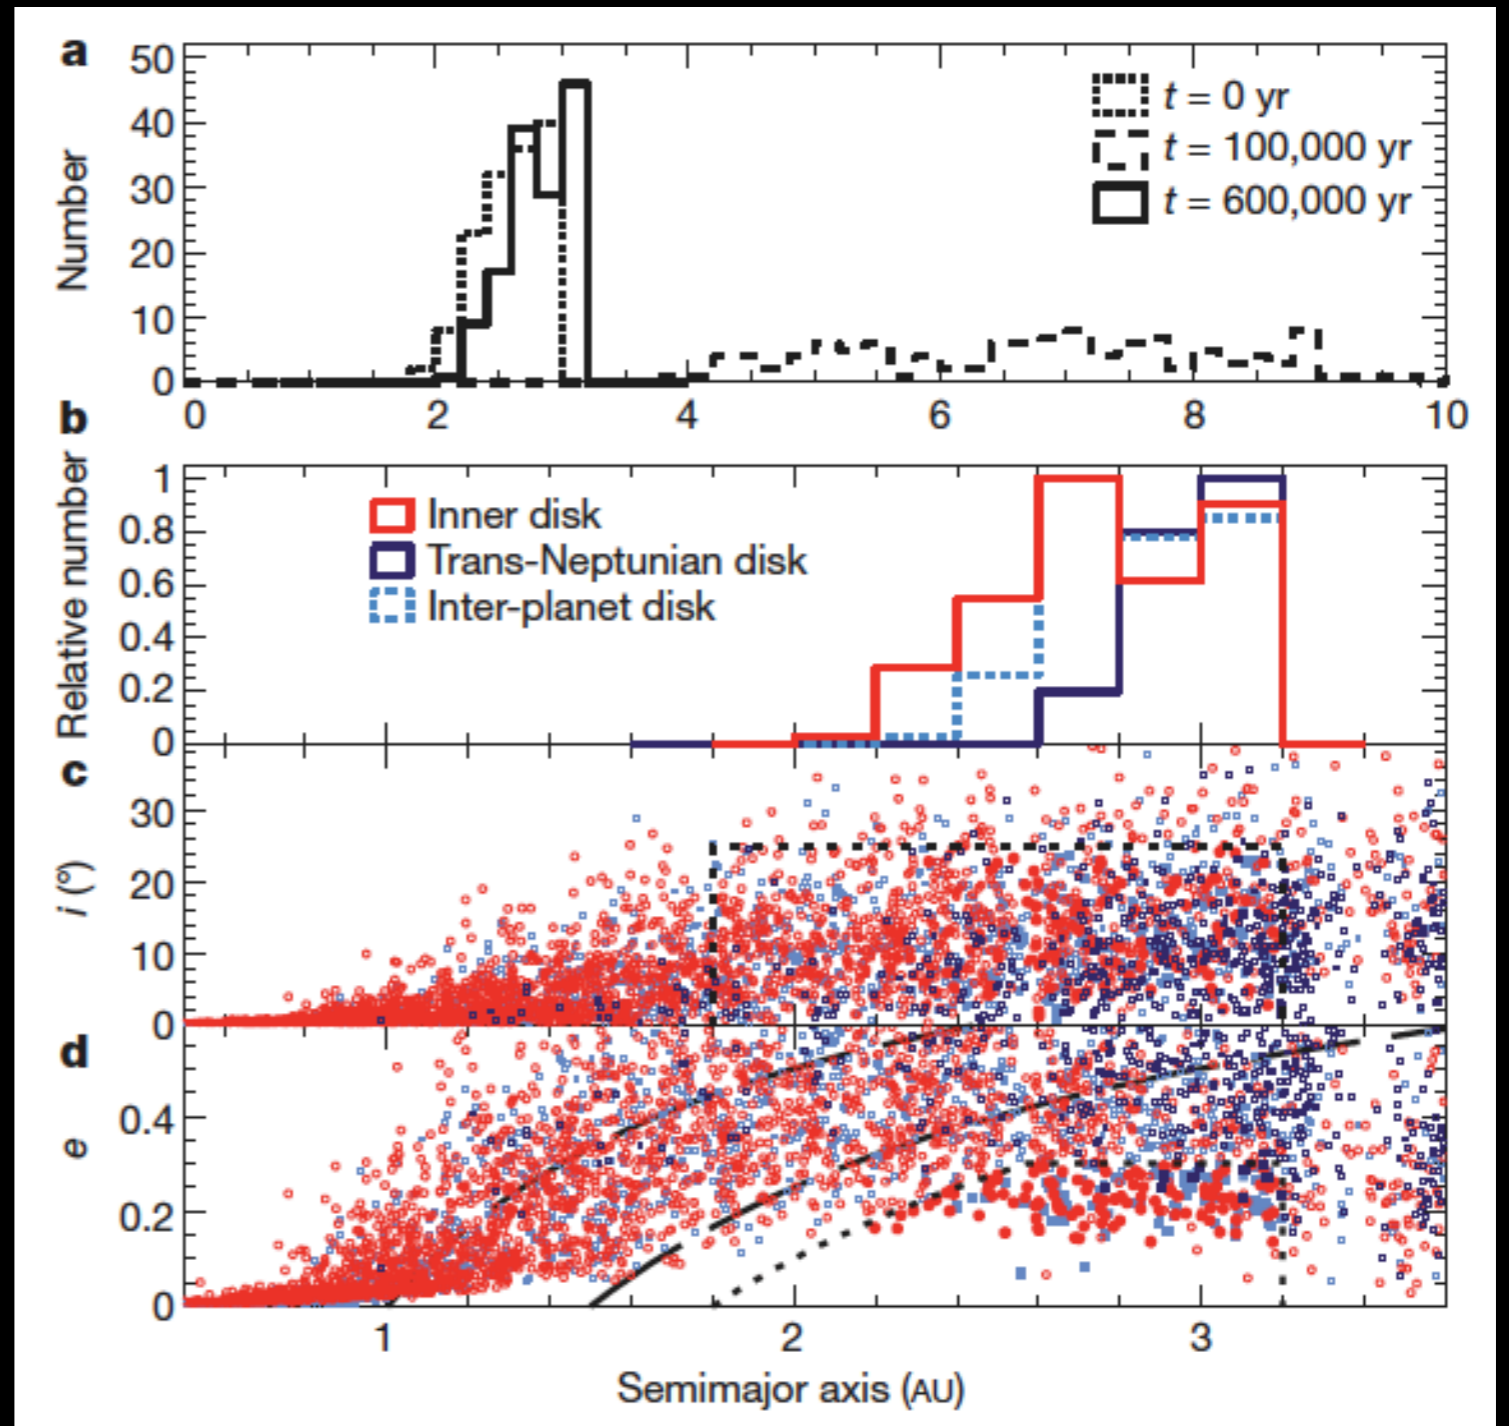 a
50
40
30
20
10
0
Number
t = 0 yr
t = 100,000 yr
t = 600,000 yr
0 2 4 6 8 10
b
1
0.8
0.6
0.4
0.2
0
Relative number
Inner disk
Trans-Neptunian disk
Inter-planet disk
c
30
20
10
0
i (°)
d
0.4
0.2
0
e
1 2 3
Semimajor axis (AU)